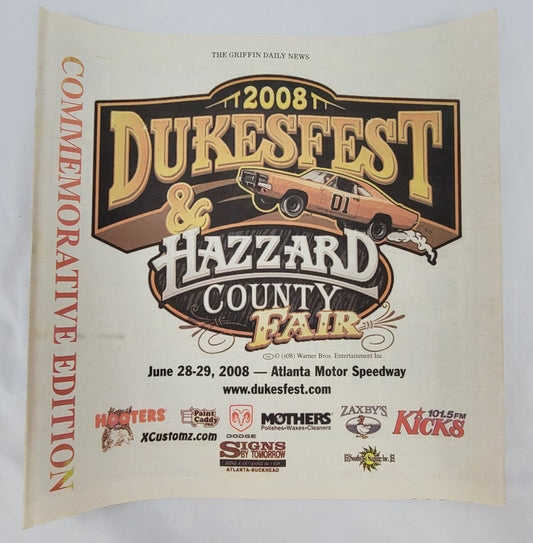 THE GRIFFIN DAILY NEWS
COMMEMORATIVE EDITION
2008
DUKESFEST
01
&
HAZZARD
COUNTY
FAIR
© (s08) Warner Bros. Entertainment Inc.
June 28-29, 2008 — Atlanta Motor Speedway
www.dukesfest.com
HOOTERS
Paint
Caddy
XCustomz.com
DODGE
MOTHERS
Polishes•Waxes•Cleaners
ZAXBY'S
101.5FM
KICKS
SIGNS
BY TOMORROW
ATLANTA-BUCKHEAD